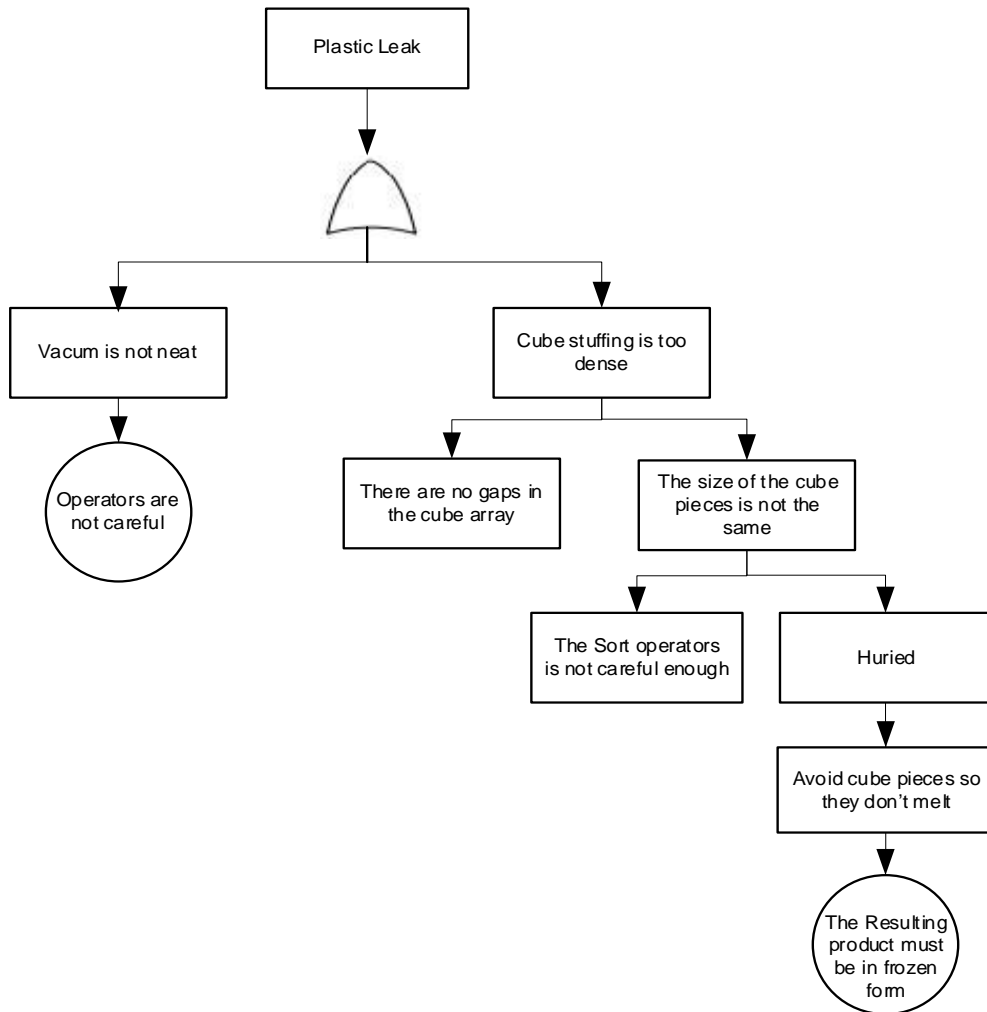 Plastic Leak
Vacum is not neat
Cube stuffing is too
dense
Operators are
not careful
There are no gaps in
the cube array
The size of the cube
pieces is not the
same
The Sort operators
is not careful enough
Huried
Avoid cube pieces so
they don't melt
The Resulting
product must
be in frozen
form